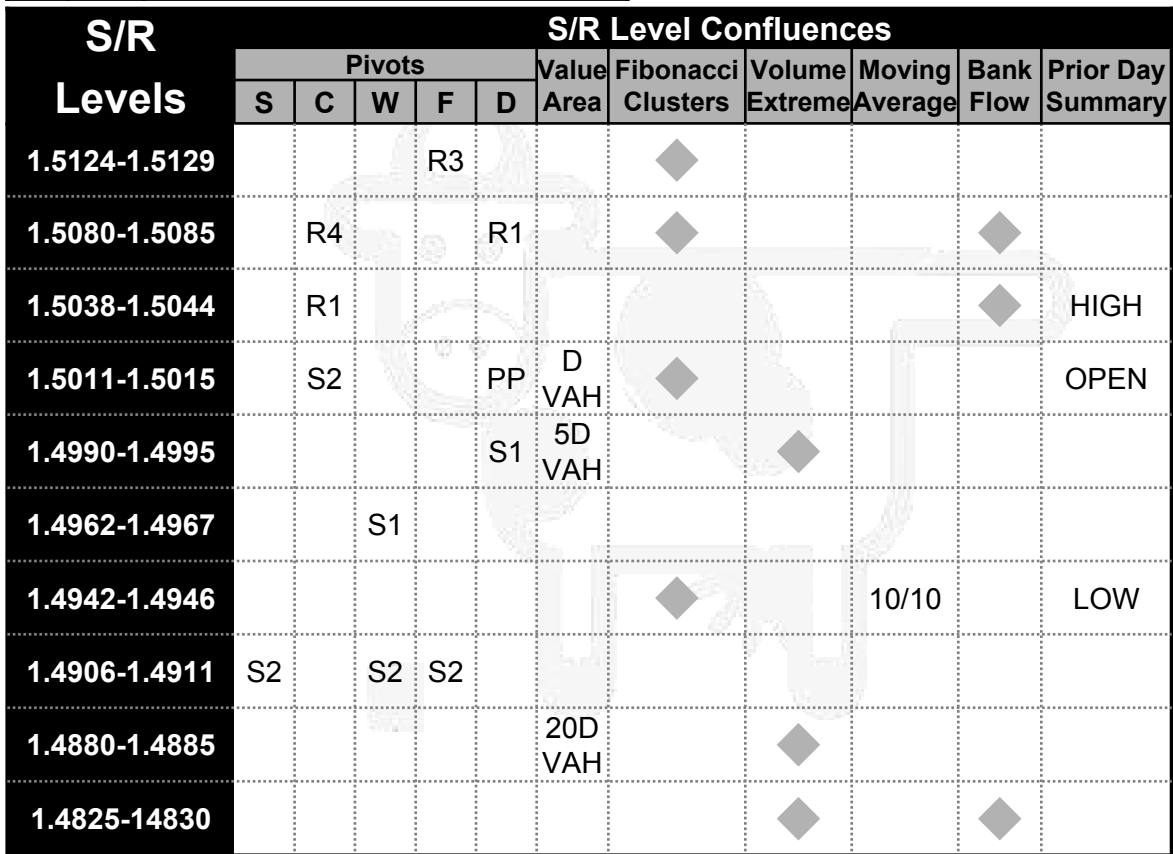 S/R Levels
S/R Level Confluences
Pivots
Value Area
Fibonacci Clusters
Volume Extreme
Moving Average
Bank Flow
Prior Day Summary
S C W F D
1.5124-1.5129 R3
1.5080-1.5085 R4 R1
1.5038-1.5044 R1 HIGH
1.5011-1.5015 S2 PP D VAH OPEN
1.4990-1.4995 S1 5D VAH
1.4962-1.4967 S1
1.4942-1.4946 10/10 LOW
1.4906-1.4911 S2 S2 S2
1.4880-1.4885 20D VAH
1.4825-14830